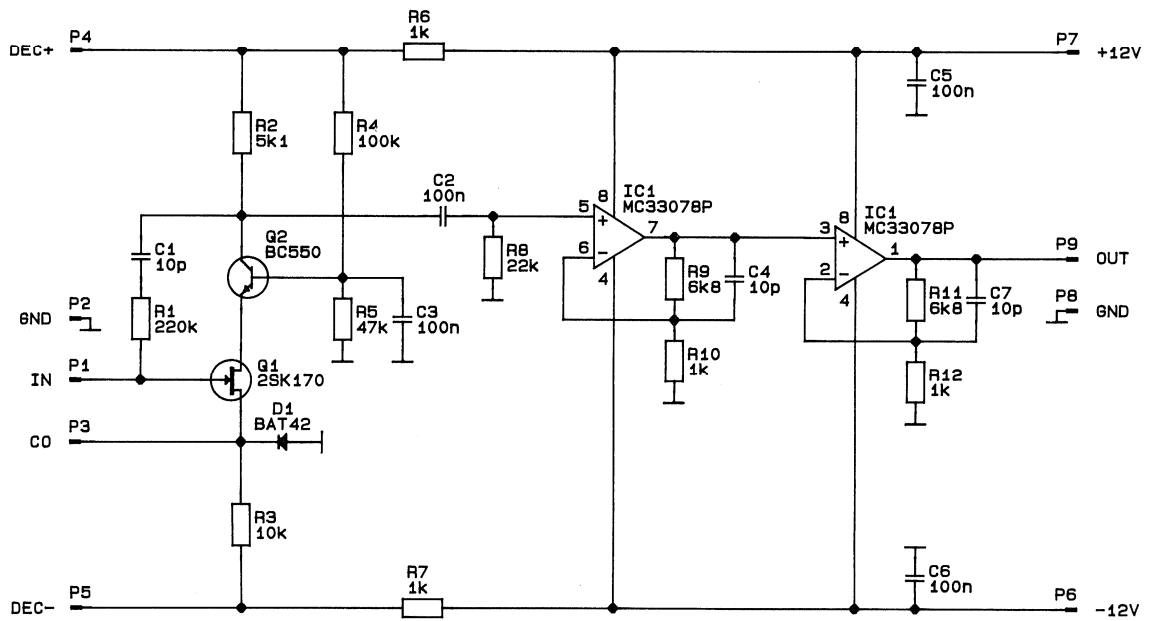 DEC+ P4
R6
1k
P7
+12V
C5
100n
R2
5k1
R4
100k
C2
100n
IC1
MC33078P
8
5
+
7
6
-
4
IC1
MC33078P
8
3
+
1
2
-
4
Q2
BC550
C1
10p
R8
22k
R9
6k8
C4
10p
P9
OUT
P2
GND
R1
220k
R5
47k
C3
100n
R11
6k8
C7
10p
P8
GND
P1
IN
Q1
2SK170
R10
1k
R12
1k
D1
BAT42
P3
CO
R3
10k
C6
100n
P5
DEC-
R7
1k
P6
-12V